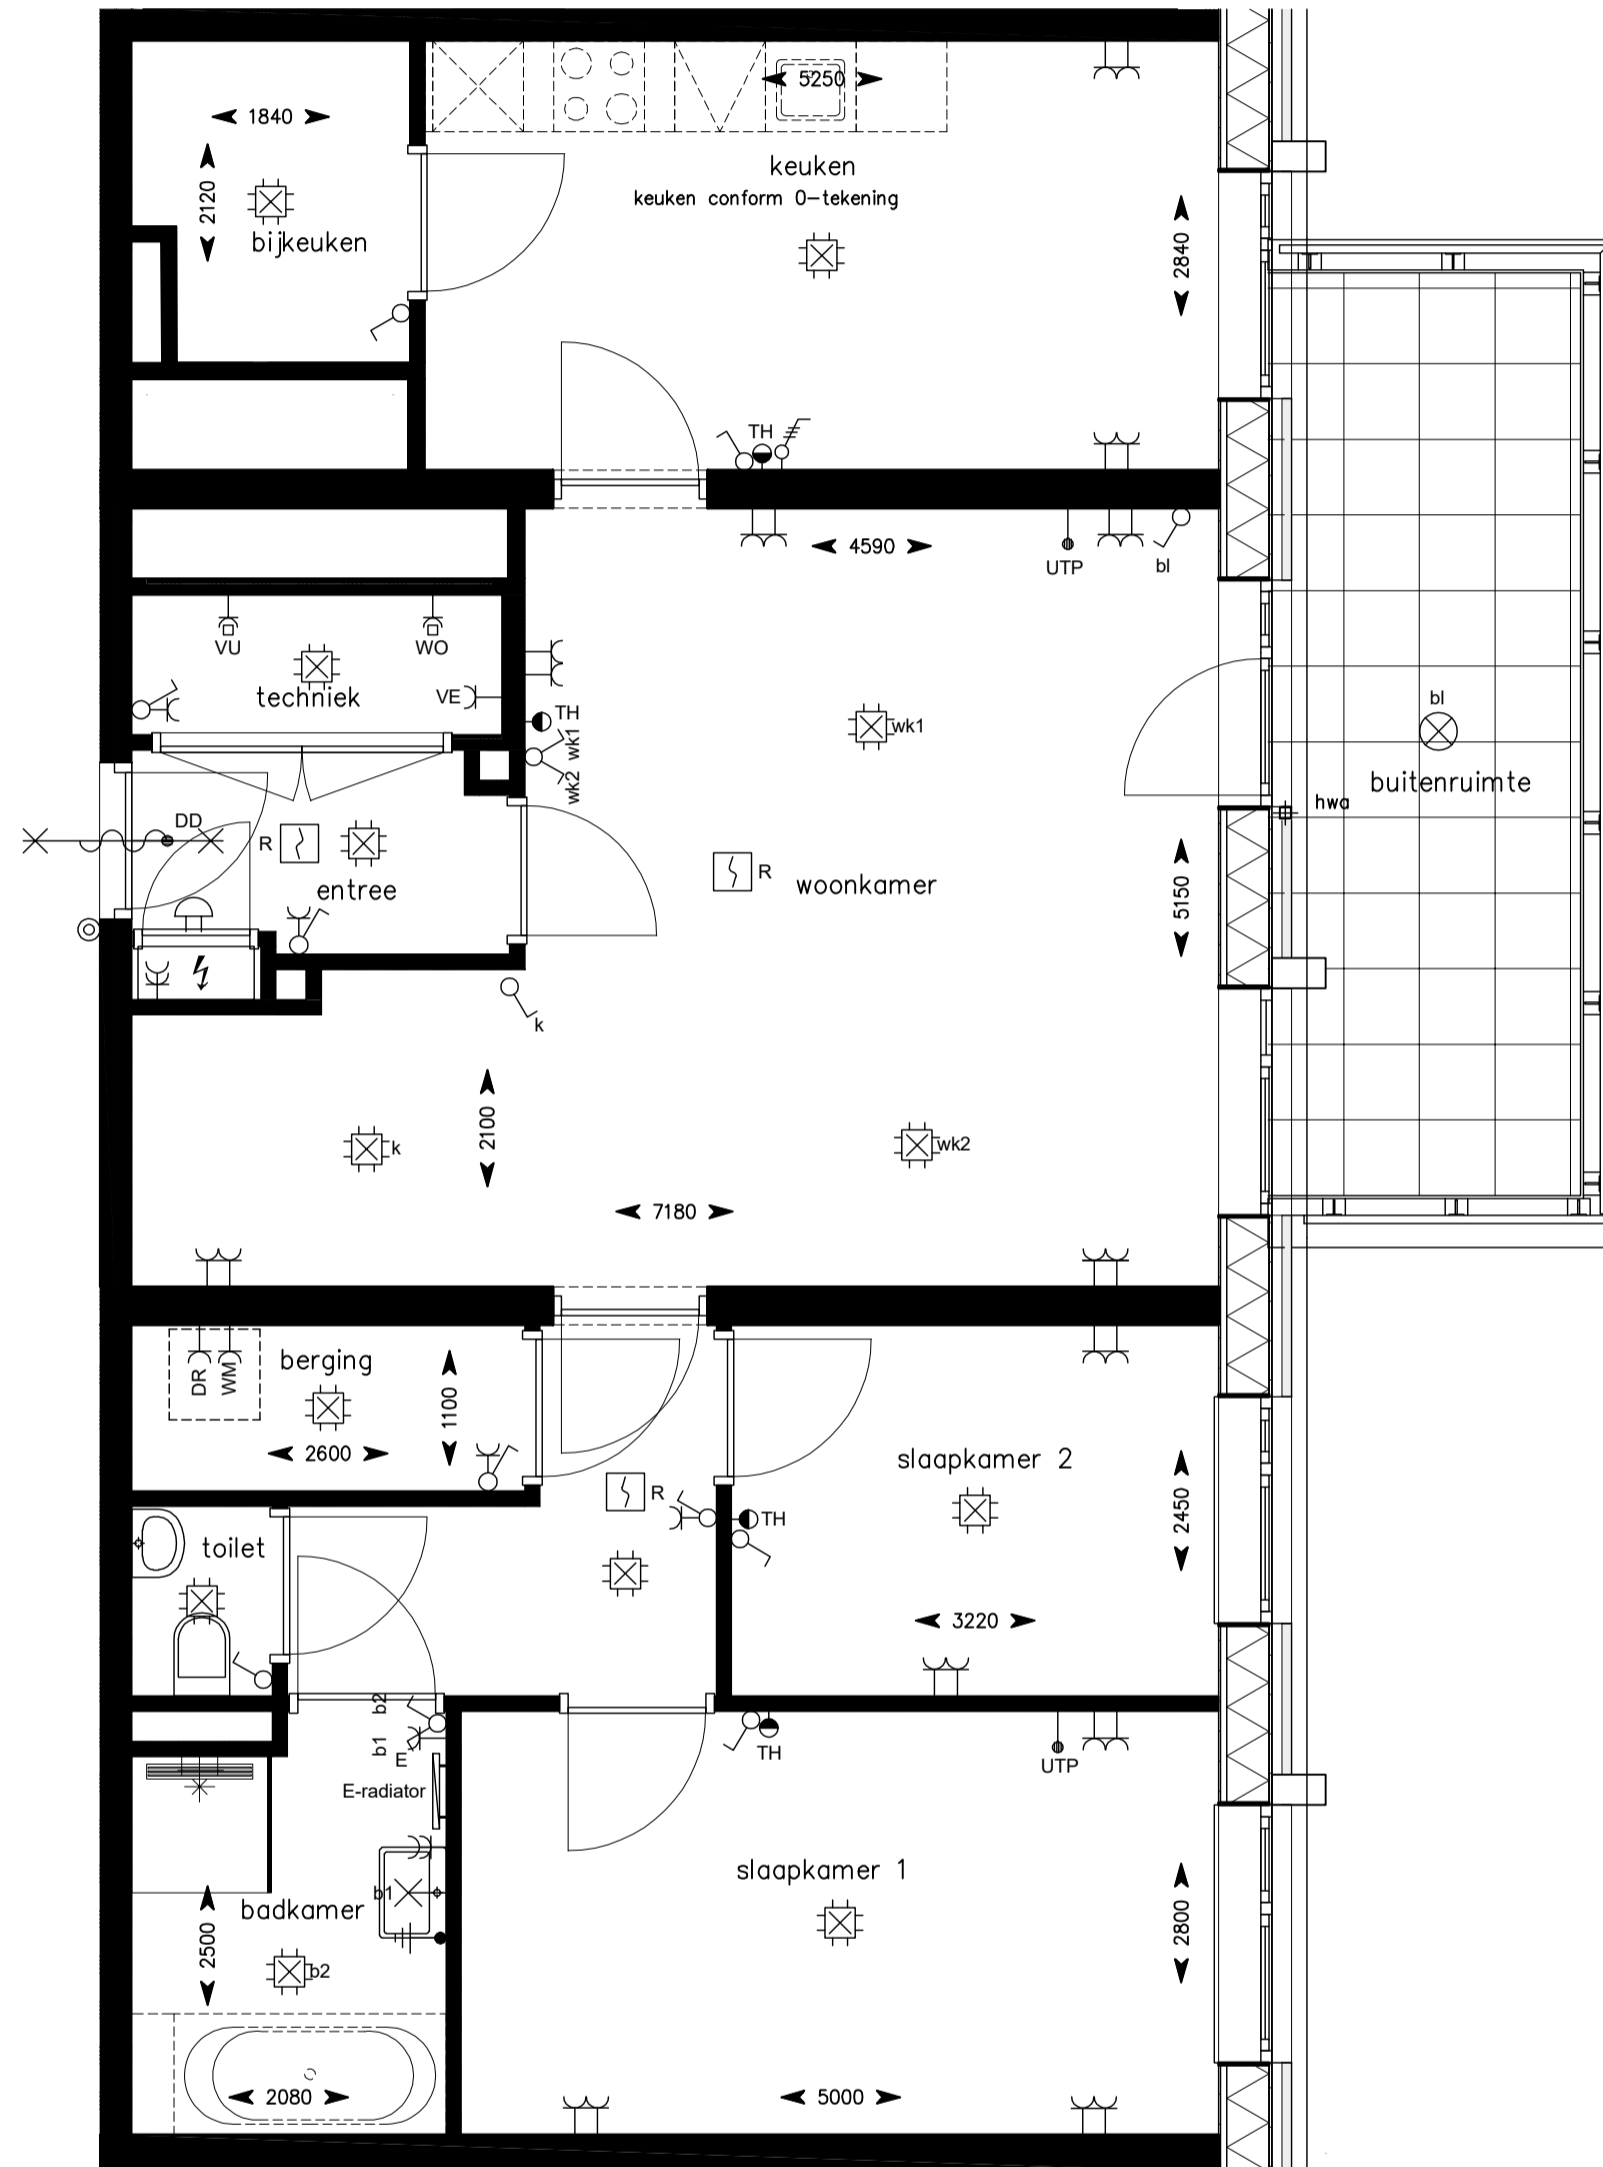 5250
1840
keuken
keuken conform 0-tekening
2120
bijkeuken
2840
TH
4590
UTP
bl
VU
WO
techniek
VE
TH
wk1
wk2
wk1
bl
buitenruimte
hwa
DD
R
entree
R
woonkamer
5150
k
2100
k
wk2
7180
berging
DR
WM
1100
2600
slaapkamer 2
R
TH
2450
toilet
3220
b2
b1
E
TH
UTP
E-radiator
slaapkamer 1
b1
badkamer
2500
b2
2800
2080
5000